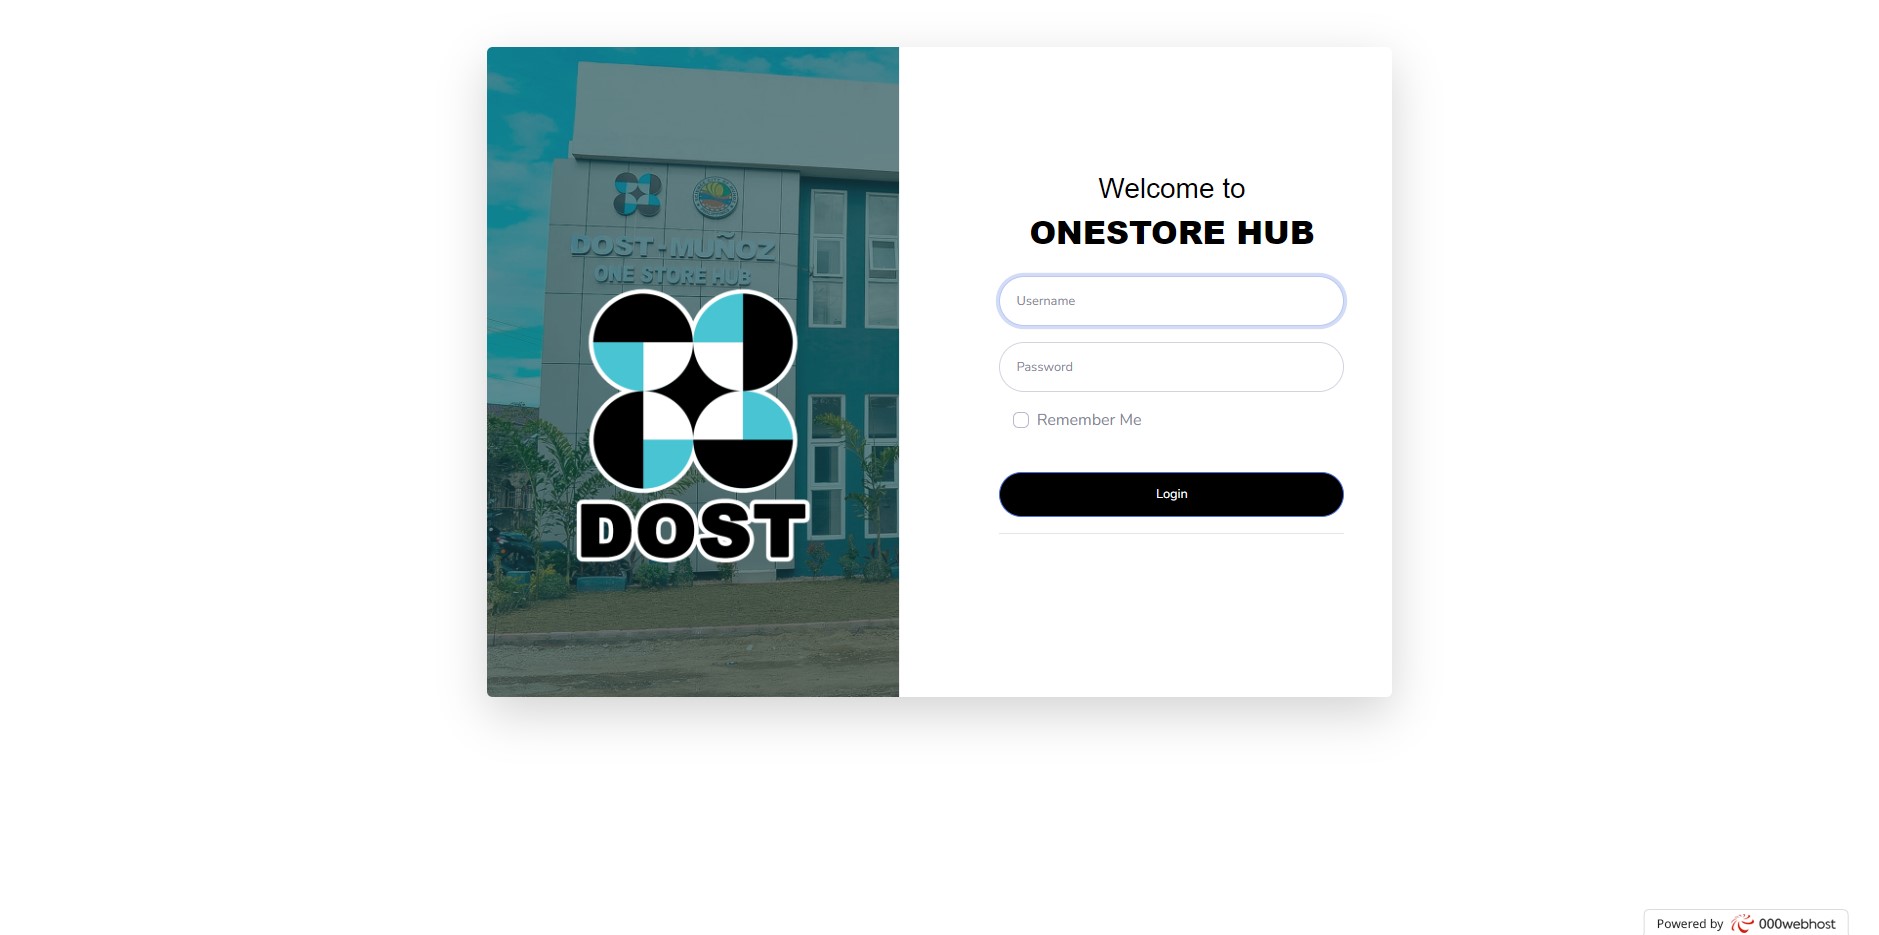 DOST-MUÑOZ
ONE STORE HUB
DOST
Welcome to
ONESTORE HUB
Username
Password
Remember Me
Login
Powered by 000webhost